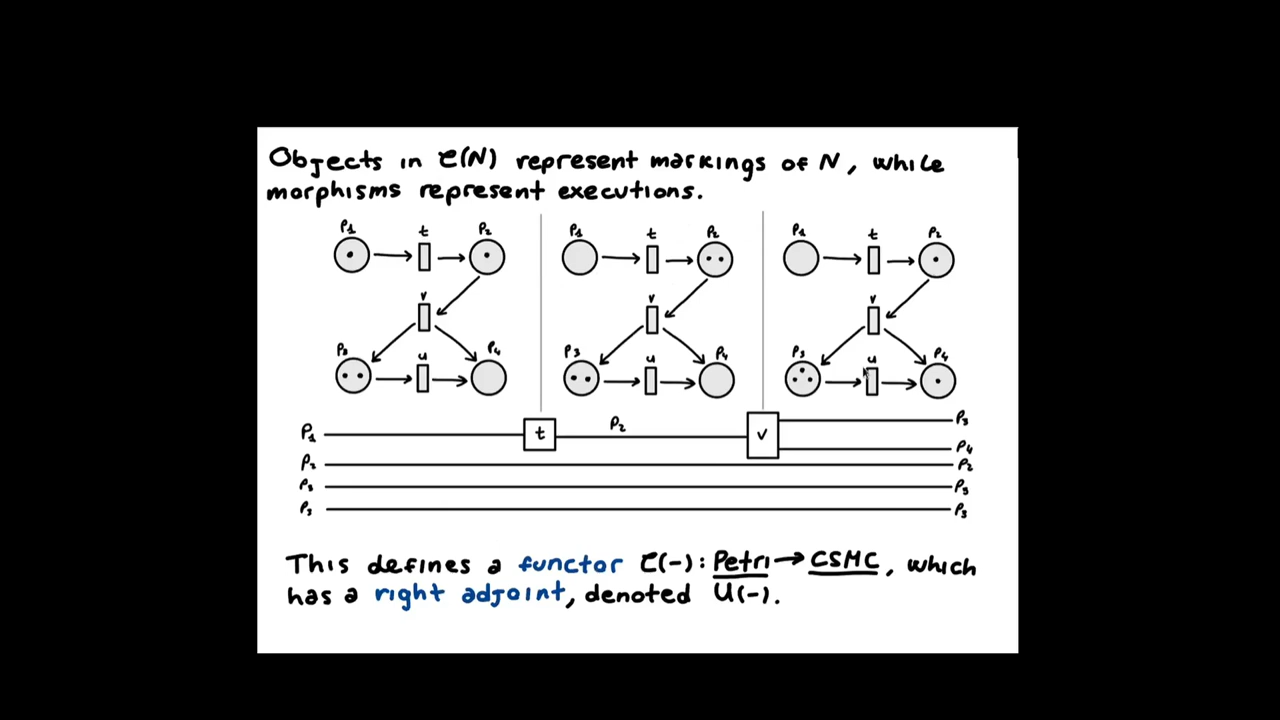 Objects in C(N) represent markings of N, while
morphisms represent executions.
P1 t P2 P1 t P2 P1 t P2
v v v
P3 u P4 P3 u P4 P3 u P4
P1 t P2 v P3
P4
P2 P2
P3 P3
P3 P3
This defines a functor C(-): Petri → CSMC, which
has a right adjoint, denoted U(-).